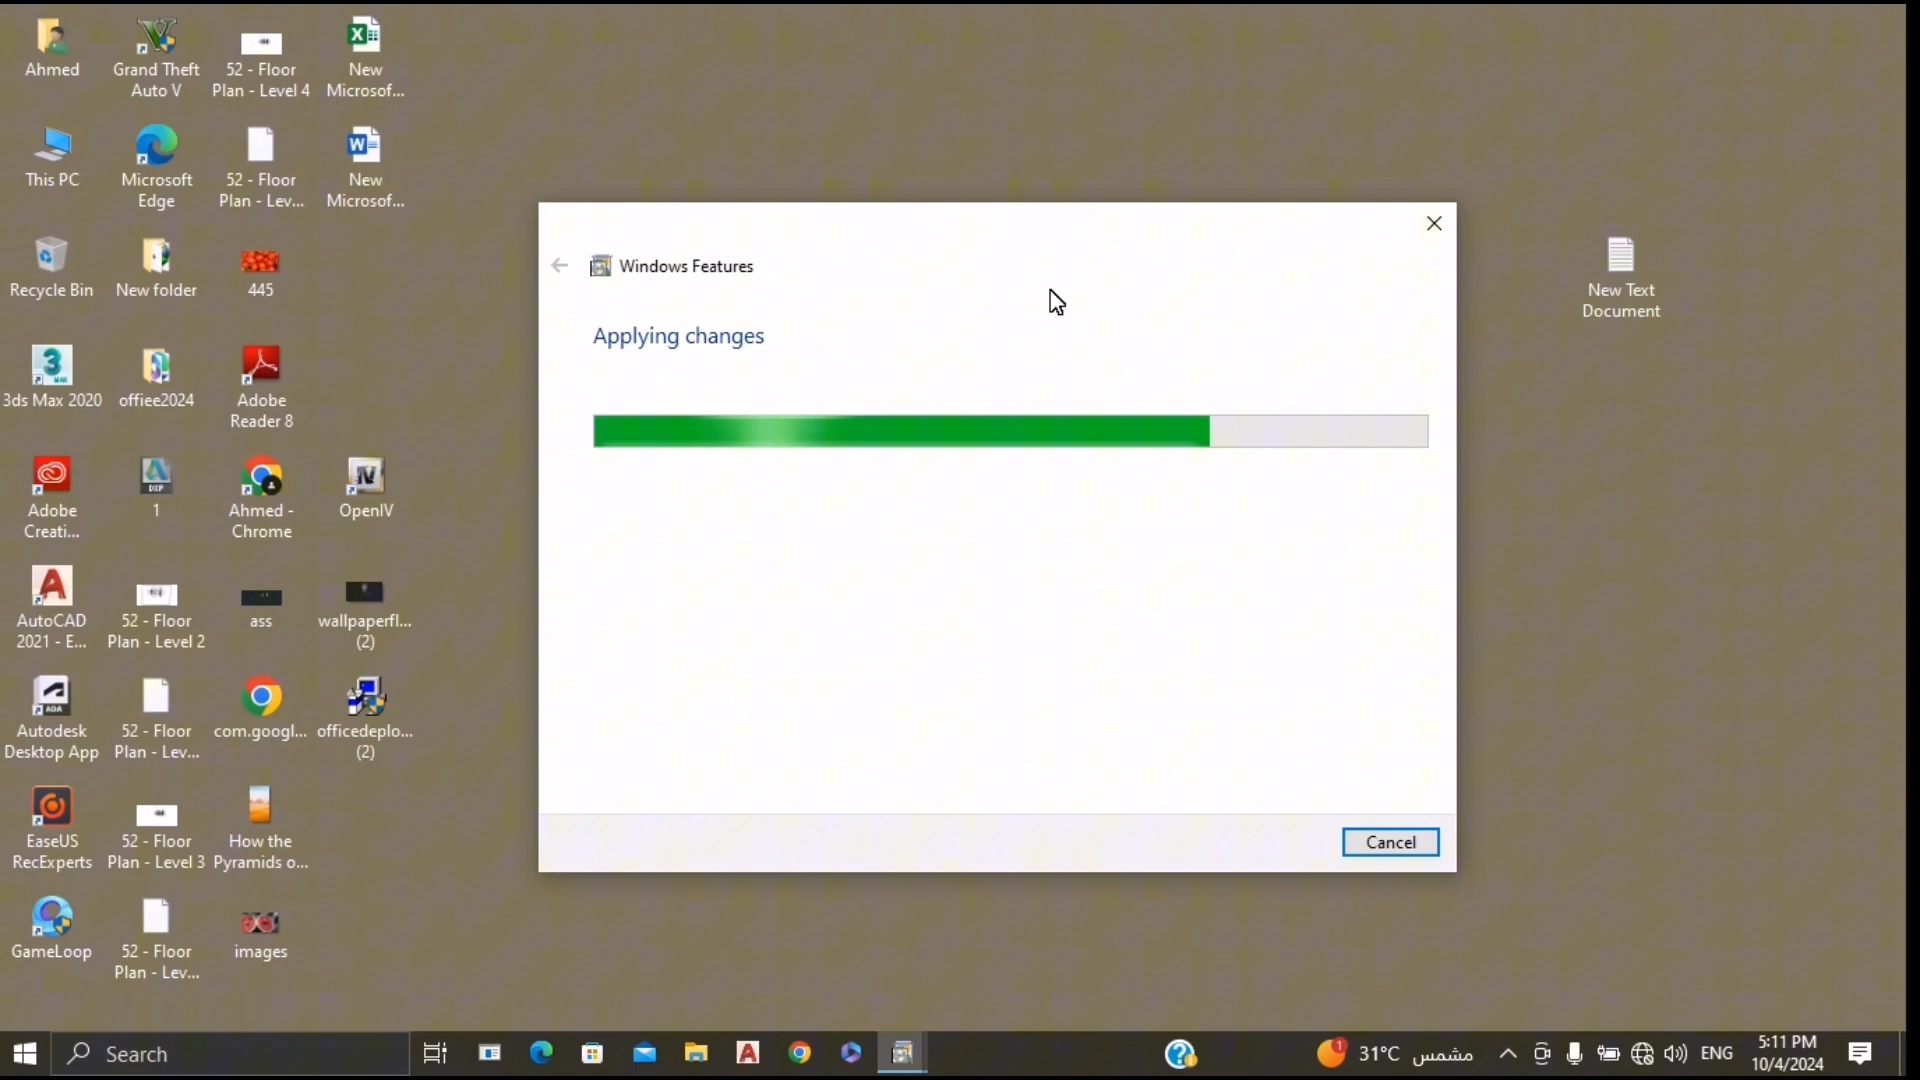 Ahmed
Grand Theft
Auto V
52 - Floor
Plan - Level 4
New
Microsof...
This PC
Microsoft
Edge
52 - Floor
Plan - Lev...
New
Microsof...
Recycle Bin
New folder
445
3ds Max 2020
offiee2024
Adobe
Reader 8
Adobe
Creati...
1
Ahmed -
Chrome
OpenIV
AutoCAD
2021 - E...
52 - Floor
Plan - Level 2
ass
wallpaperfl...
(2)
Autodesk
Desktop App
52 - Floor
Plan - Lev...
com.googl...
officedeplo...
(2)
EaseUS
RecExperts
52 - Floor
Plan - Level 3
How the
Pyramids o...
GameLoop
52 - Floor
Plan - Lev...
images
Windows Features
Applying changes
Cancel
New Text
Document
Search
1
31°C مشمس
ENG
5:11 PM
10/4/2024